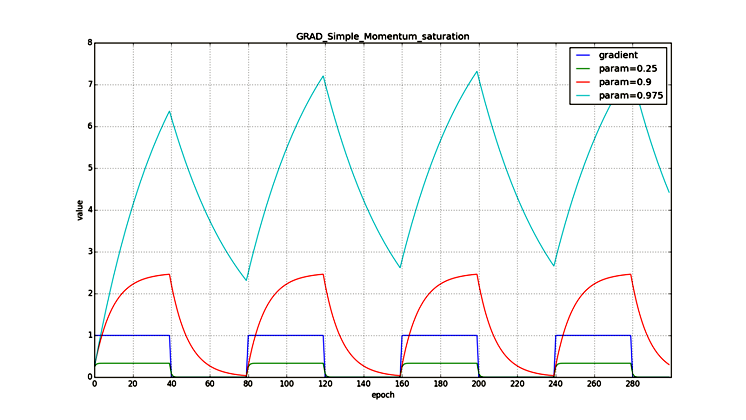 GRAD_Simple_Momentum_saturation
8
7
6
5
4
3
2
1
0
value
gradient
param=0.25
param=0.9
param=0.975
0 20 40 60 80 100 120 140 160 180 200 220 240 260 280
epoch